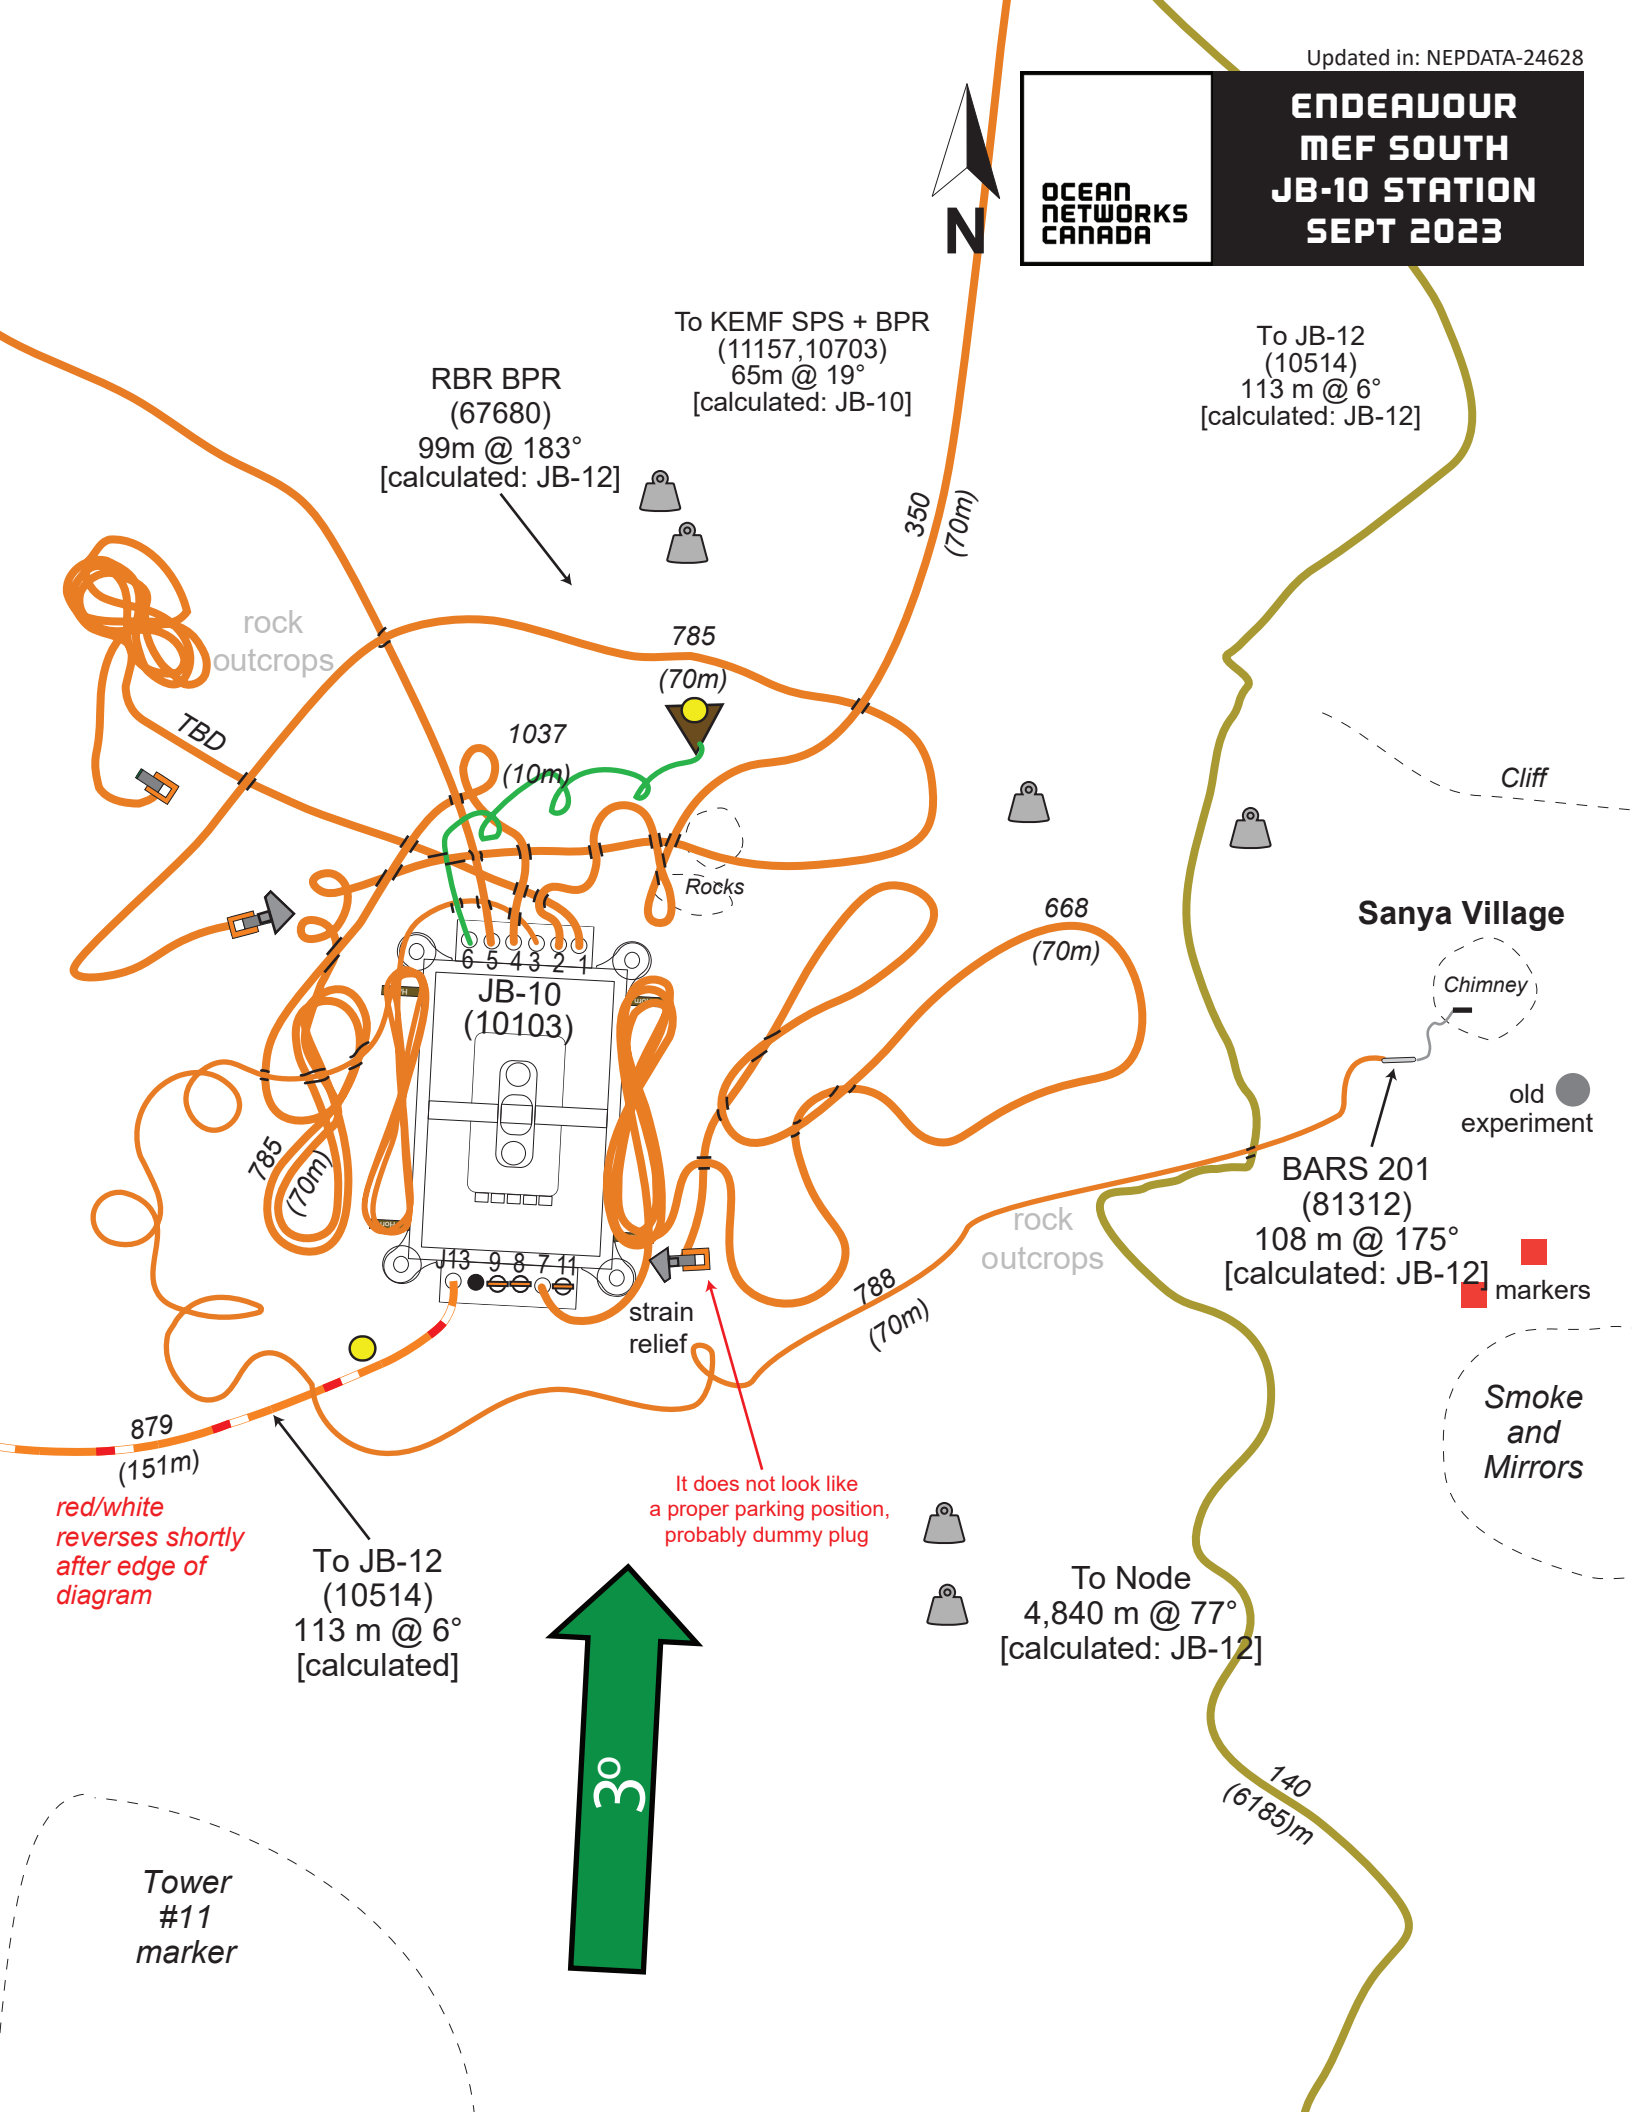 Updated in: NEPDATA-24628
ENDEAVOUR
MEF SOUTH
JB-10 STATION
SEPT 2023
OCEAN
NETWORKS
CANADA
N
To KEMF SPS + BPR
(11157,10703)
65m @ 19°
[calculated: JB-10]
To JB-12
(10514)
113 m @ 6°
[calculated: JB-12]
RBR BPR
(67680)
99m @ 183°
[calculated: JB-12]
350
(70m)
rock
outcrops
785
(70m)
TBD
1037
(10m)
Cliff
Rocks
668
(70m)
Sanya Village
Chimney
6 5 4 3 2 1
JB-10
(10103)
old
experiment
785
(70m)
BARS 201
(81312)
108 m @ 175°
[calculated: JB-12]
rock
outcrops
markers
J13 9 8 7 11
strain
relief
788
(70m)
Smoke
and
Mirrors
879
(151m)
red/white
reverses shortly
after edge of
diagram
It does not look like
a proper parking position,
probably dummy plug
To JB-12
(10514)
113 m @ 6°
[calculated]
To Node
4,840 m @ 77°
[calculated: JB-12]
3°
140
(6185)m
Tower
#11
marker